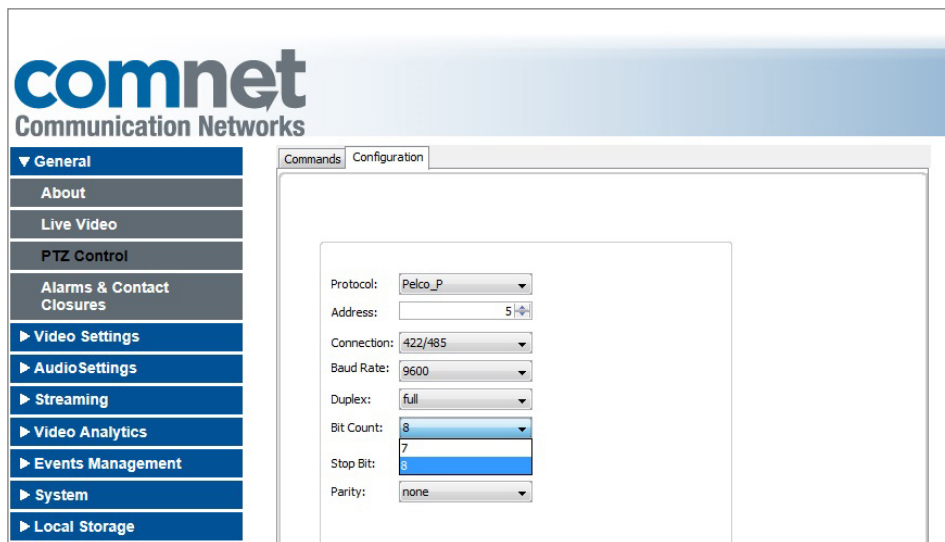 comnet
Communication Networks
▼ General
About
Live Video
PTZ Control
Alarms & Contact
Closures
▶ Video Settings
▶ AudioSettings
▶ Streaming
▶ Video Analytics
▶ Events Management
▶ System
▶ Local Storage
Commands Configuration
Protocol: Pelco_P
Address: 5
Connection: 422/485
Baud Rate: 9600
Duplex: full
Bit Count: 8
7
8
Stop Bit:
Parity: none